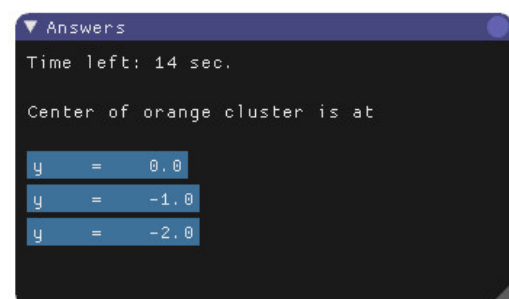 Answers
Time left: 14 sec.
Center of orange cluster is at
y = 0.0
y = -1.0
y = -2.0